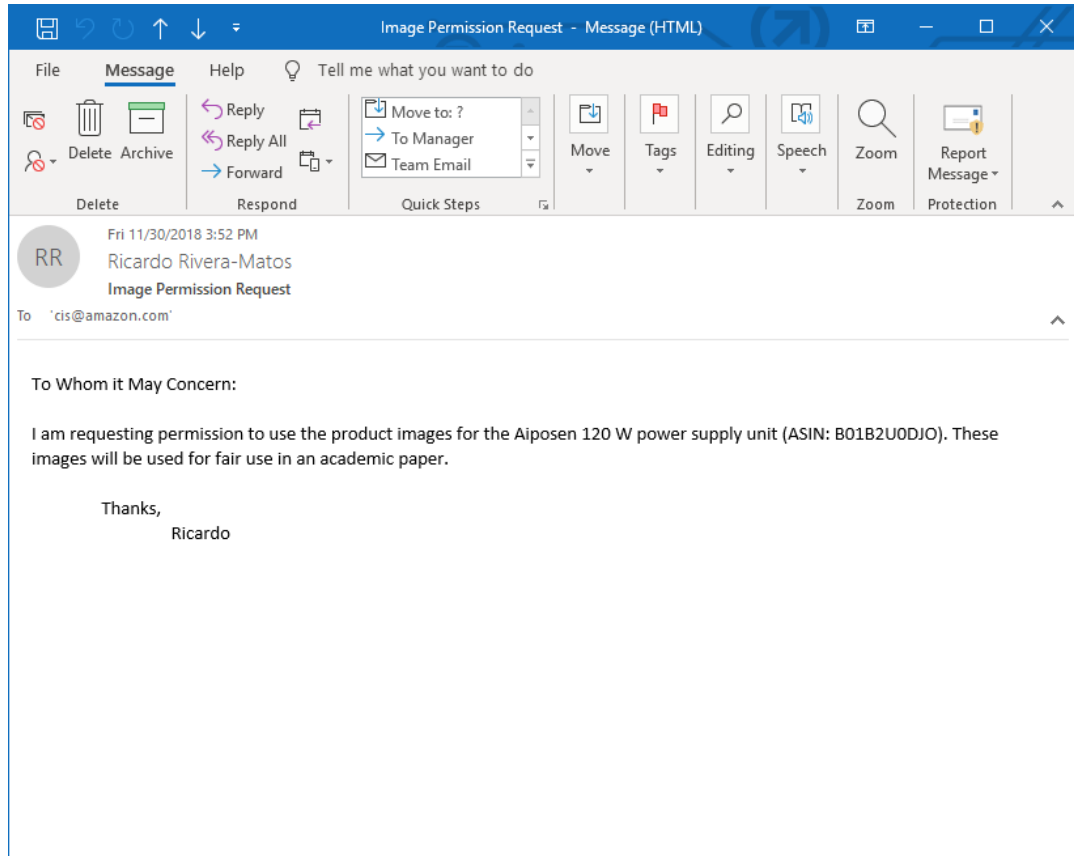 Image Permission Request - Message (HTML)
File Message Help Tell me what you want to do
Delete Archive
Reply
Reply All
Forward
Move to: ?
To Manager
Team Email
Move Tags Editing Speech Zoom Report
Message
Delete Respond Quick Steps Zoom Protection
Fri 11/30/2018 3:52 PM
RR
Ricardo Rivera-Matos
Image Permission Request
To 'cis@amazon.com'
To Whom it May Concern:
I am requesting permission to use the product images for the Aiposen 120 W power supply unit (ASIN: B01B2U0DJO). These
images will be used for fair use in an academic paper.
Thanks,
Ricardo